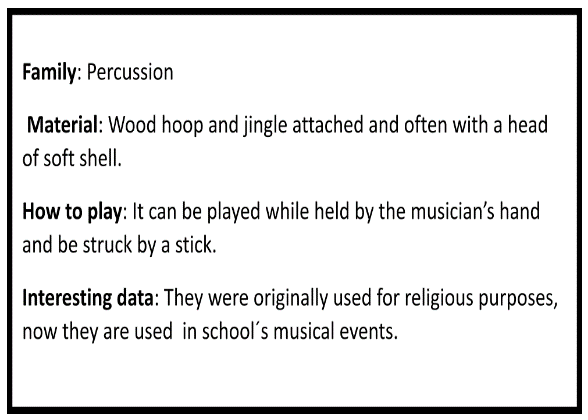 Family: Percussion
Material: Wood hoop and jingle attached and often with a head
of soft shell.
How to play: It can be played while held by the musician’s hand
and be struck by a stick.
Interesting data: They were originally used for religious purposes,
now they are used  in school´s musical events.